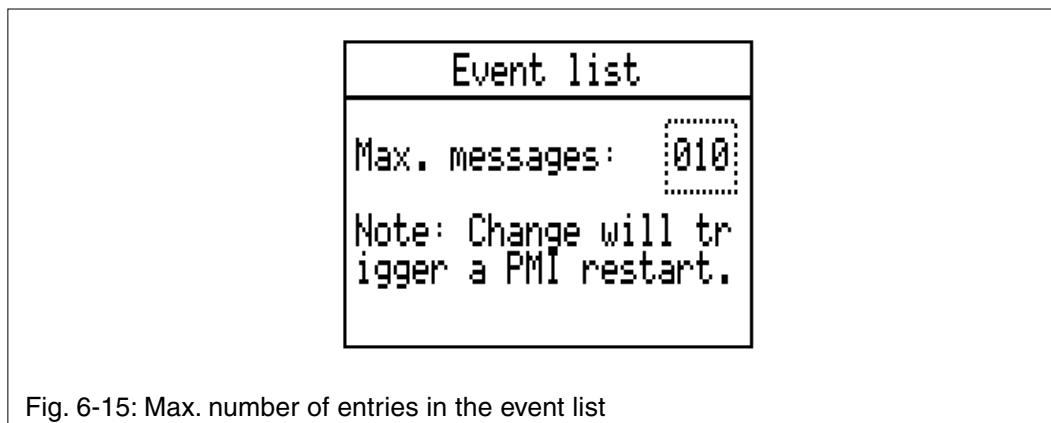 Event list
Max. messages: 010
Note: Change will tr
igger a PMI restart.
Fig. 6-15: Max. number of entries in the event list